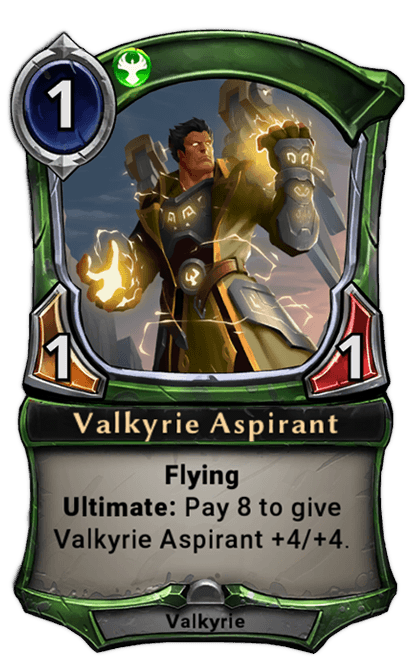 1
1
1
Valkyrie Aspirant
Flying
Ultimate: Pay 8 to give
Valkyrie Aspirant +4/+4.
Valkyrie